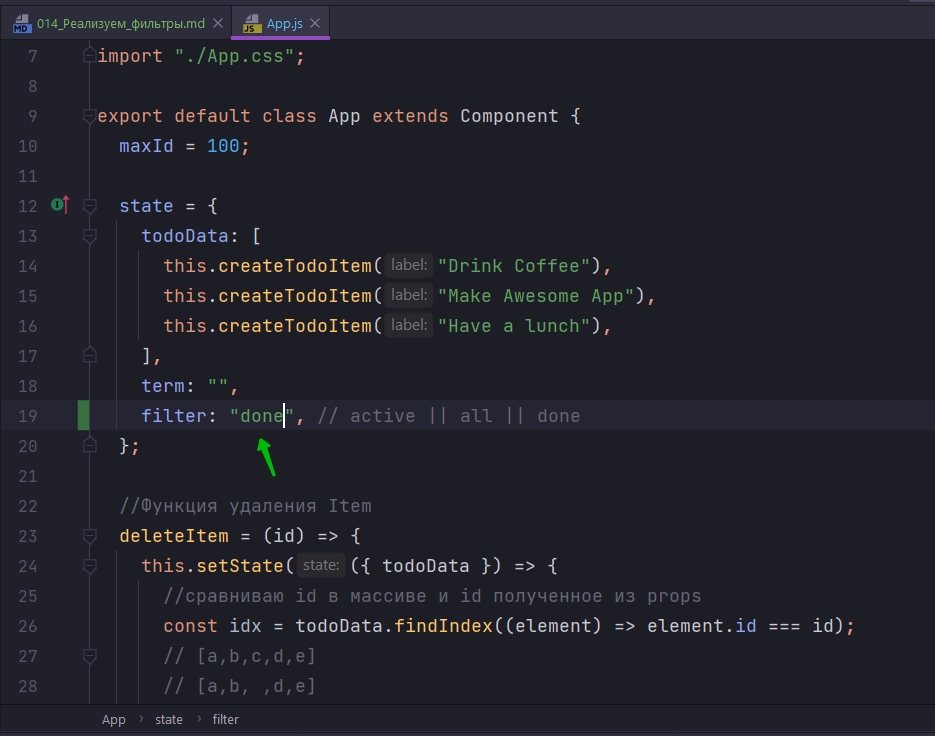 MD 014_Реализуем_фильтры.md JS App.js
7 import "./App.css";
8
9 export default class App extends Component {
10 maxId = 100;
11
12 state = {
13 todoData: [
14 this.createTodoItem( label: "Drink Coffee"),
15 this.createTodoItem( label: "Make Awesome App"),
16 this.createTodoItem( label: "Have a lunch"),
17 ],
18 term: "",
19 filter: "done", // active || all || done
20 };
21
22 //Функция удаления Item
23 deleteItem = (id) => {
24 this.setState( state: ({ todoData }) => {
25 //сравниваю id в массиве и id полученное из props
26 const idx = todoData.findIndex((element) => element.id === id);
27 // [a,b,c,d,e]
28 // [a,b, ,d,e]
App › state › filter